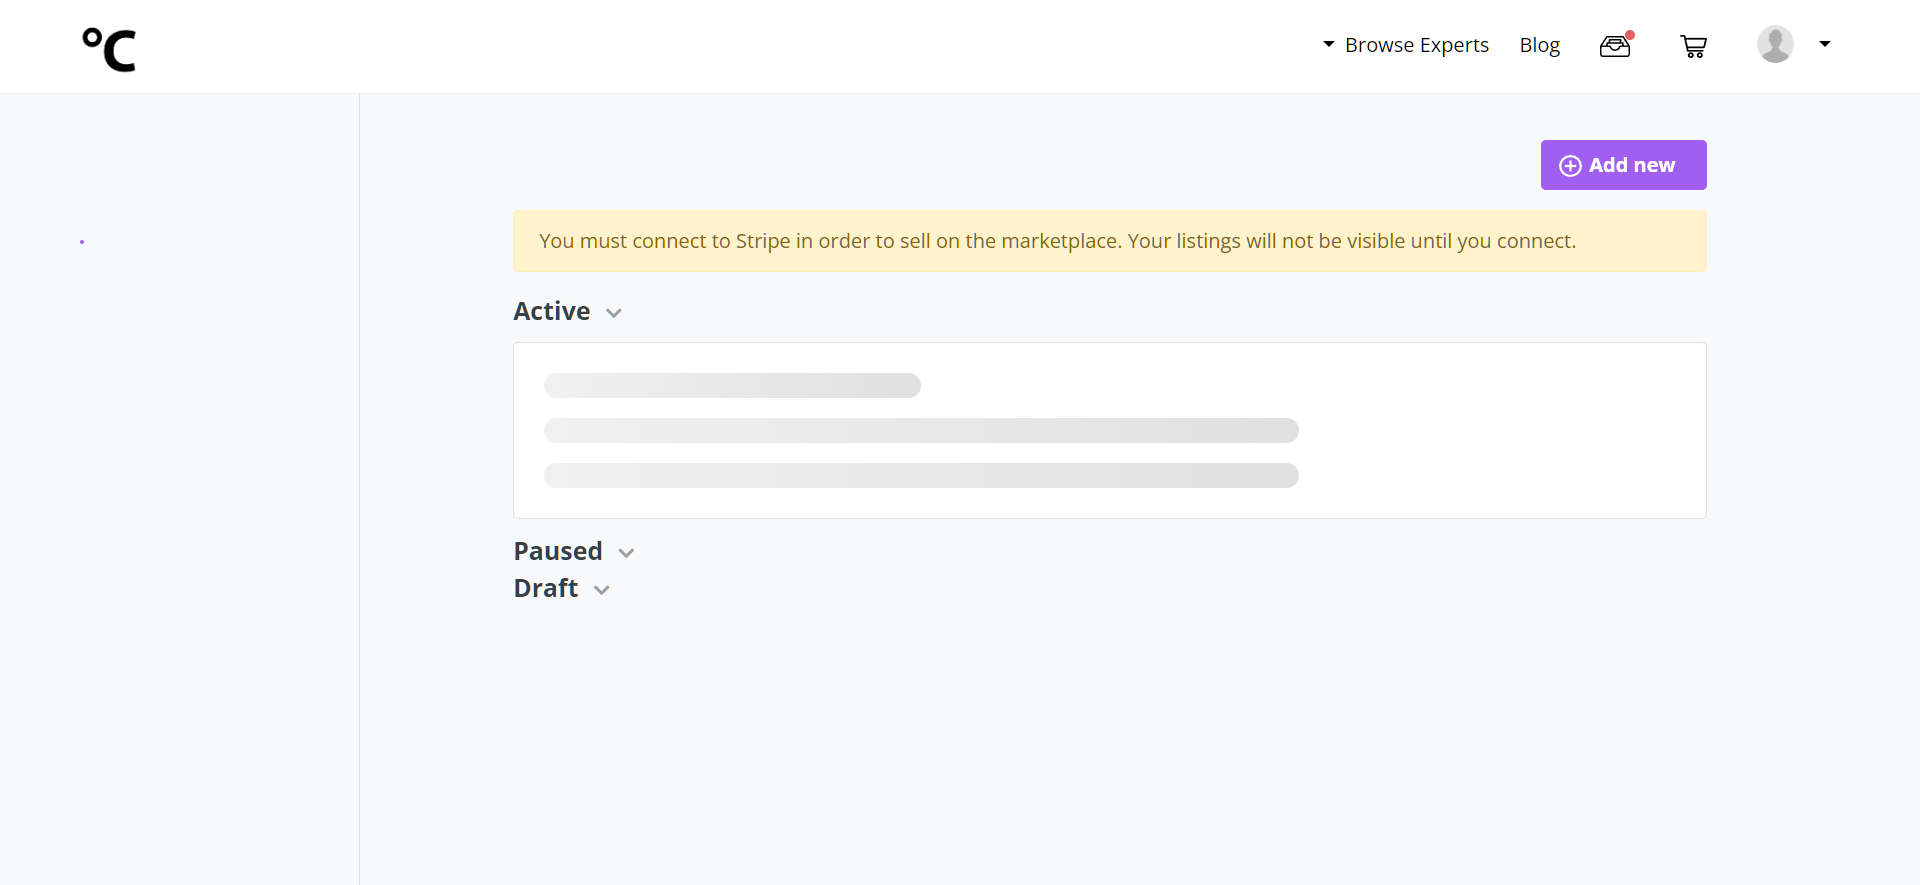 °C
Browse Experts
Blog
Add new
You must connect to Stripe in order to sell on the marketplace. Your listings will not be visible until you connect.
Active
Paused
Draft